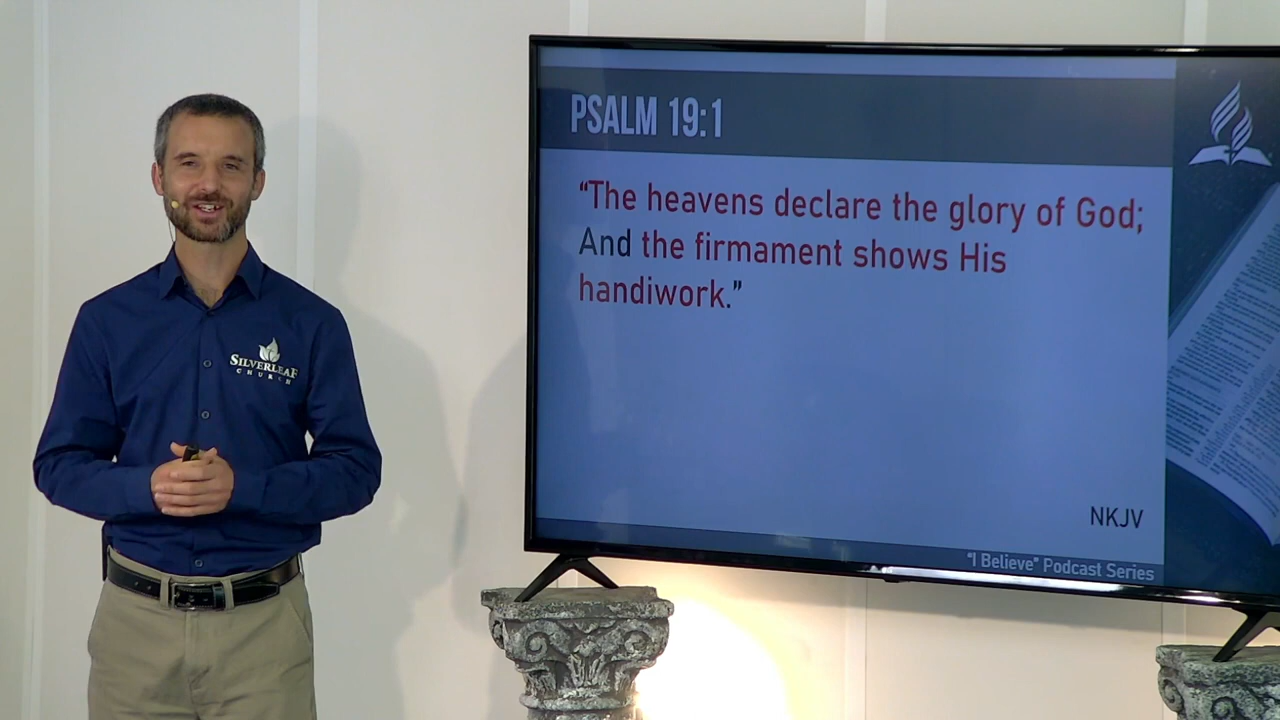 SILVERLEAF
CHURCH
PSALM 19:1
“The heavens declare the glory of God;
And the firmament shows His
handiwork.”
NKJV
"I Believe" Podcast Series